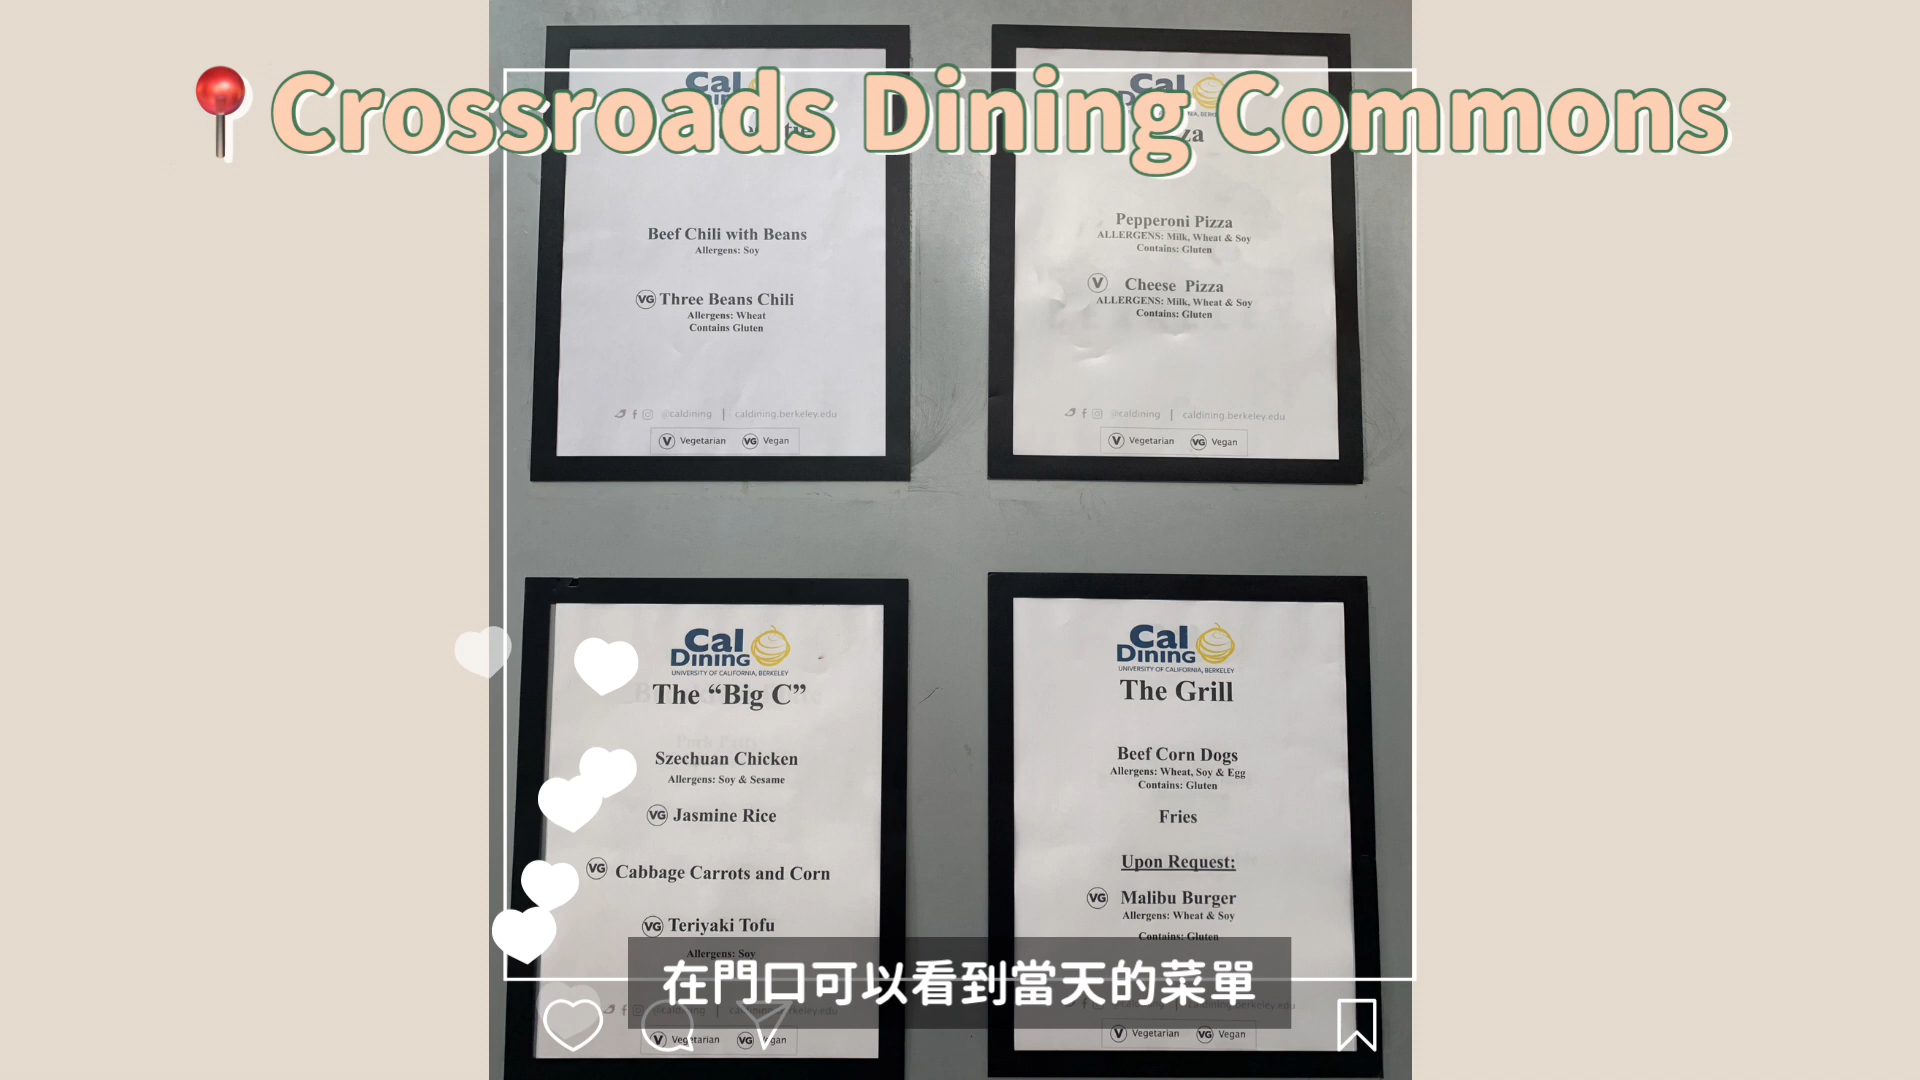 Crossroads Dining Commons
Cal
Beef Chili with Beans
Allergens: Soy
VG Three Beans Chili
Allergens: Wheat
Contains Gluten
@caldining | caldining.berkeley.edu
V Vegetarian VG Vegan
Cal
Pepperoni Pizza
ALLERGENS: Milk, Wheat & Soy
Contains: Gluten
V Cheese Pizza
ALLERGENS: Milk, Wheat & Soy
Contains: Gluten
@caldining | caldining.berkeley.edu
V Vegetarian VG Vegan
Cal
Dining
UNIVERSITY OF CALIFORNIA, BERKELEY
The “Big C”
Szechuan Chicken
Allergens: Soy & Sesame
VG Jasmine Rice
VG Cabbage Carrots and Corn
VG Teriyaki Tofu
Allergens: Soy
V Vegetarian VG
Cal
Dining
UNIVERSITY OF CALIFORNIA, BERKELEY
The Grill
Beef Corn Dogs
Allergens: Wheat, Soy & Egg
Contains: Gluten
Fries
Upon Request:
VG Malibu Burger
Allergens: Wheat & Soy
Contains: Gluten
V Vegetarian VG Vegan
在門口可以看到當天的菜單